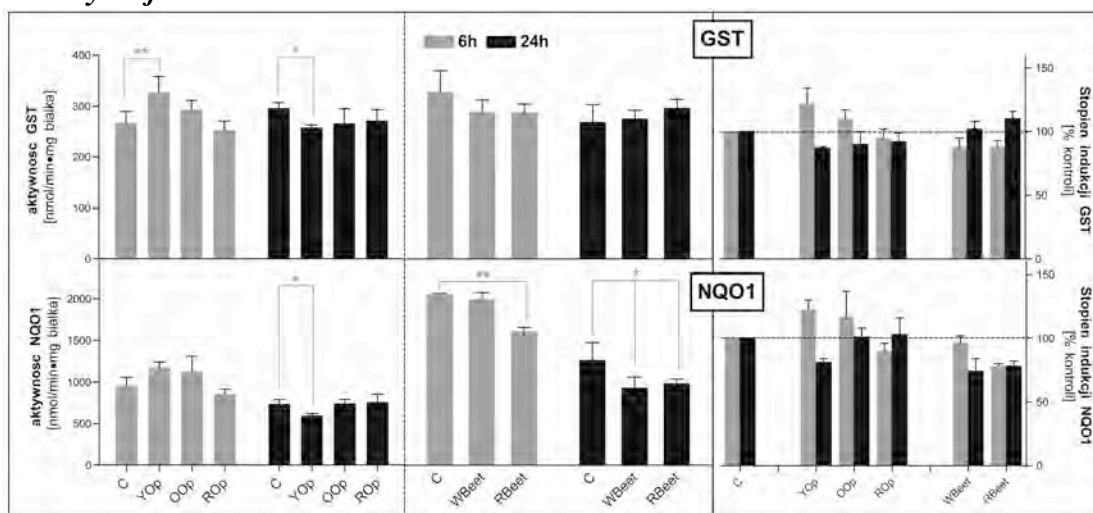 6h 24h
GST
aktywnosc GST
[nmol/min•mg bialka]
400
300
200
100
0
**
*
150
100
50
0
Stopien indukcji GST
[% kontroli]
NQO1
aktywnosc NQO1
[nmol/min•mg bialka]
2000
1500
1000
500
0
*
**
*
150
100
50
0
Stopien indukcji NQO1
[% kontroli]
C YOp OOp ROp C YOp OOp ROp C WBeet RBeet C WBeet RBeet C YOp OOp ROp WBeet RBeet